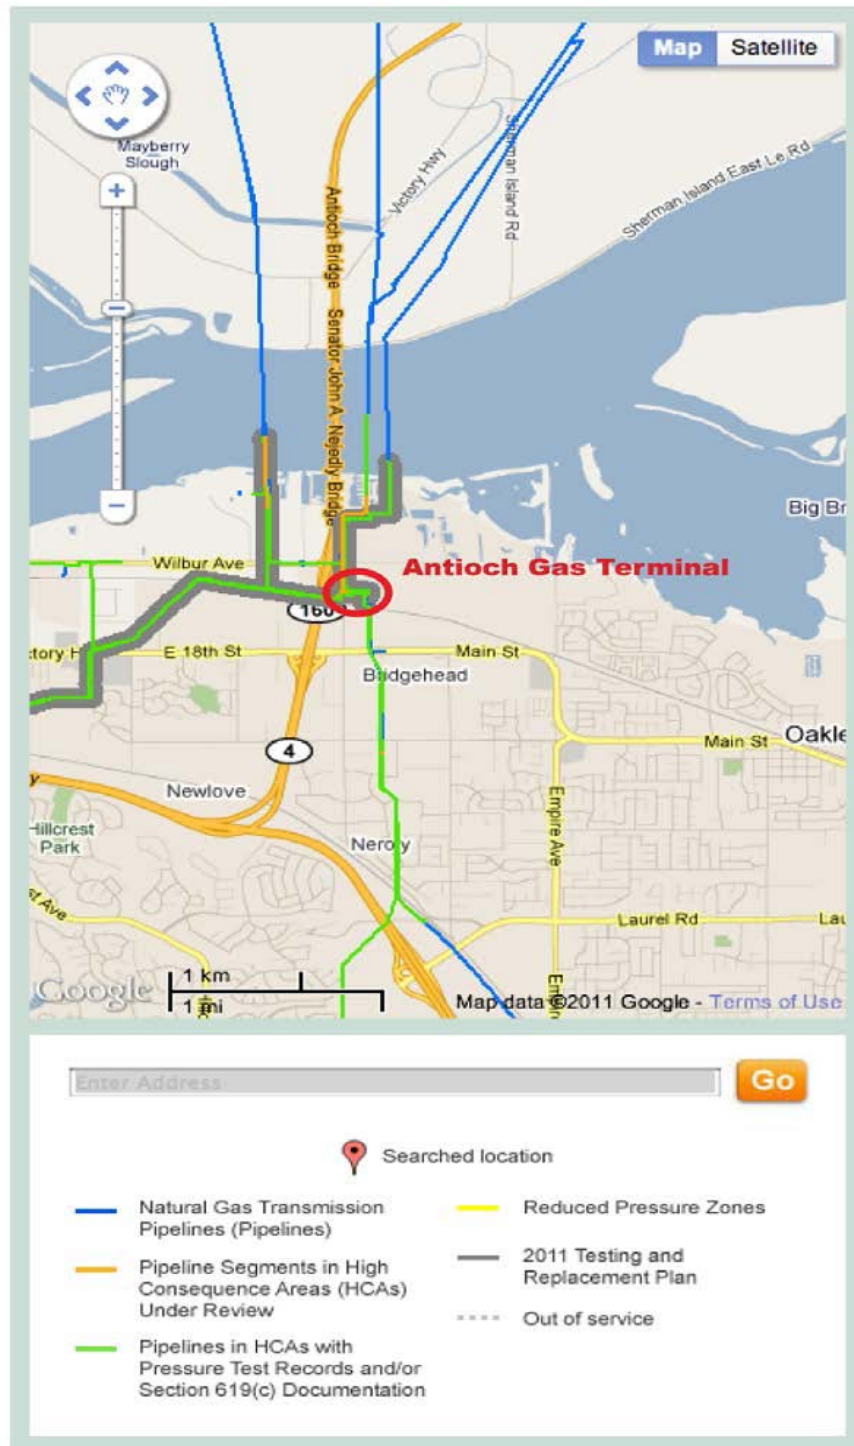 Map
Satellite
Mayberry
Slough
Victory Hwy
Sherman Island Rd
Sherman Island East Le Rd
Antioch Bridge
Senator John A. Nejedly Bridge
Big Br
Wilbur Ave
Antioch Gas Terminal
160
ctory H
E 18th St
Main St
Bridgehead
4
Main St
Oakle
Newlove
Empire Ave
Hillcrest
Park
Neroly
st Ave
Laurel Rd
Lau
Google
1 km
1 mi
Map data ©2011 Google - Terms of Use
Enter Address
Go
Searched location
Natural Gas Transmission
Pipelines (Pipelines)
Pipeline Segments in High
Consequence Areas (HCAs)
Under Review
Pipelines in HCAs with
Pressure Test Records and/or
Section 619(c) Documentation
Reduced Pressure Zones
2011 Testing and
Replacement Plan
Out of service